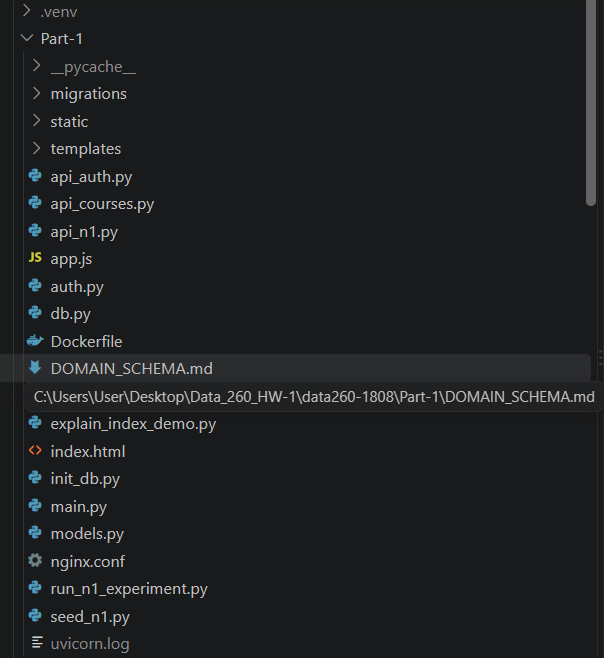 .venv
Part-1
__pycache__
migrations
static
templates
api_auth.py
api_courses.py
api_n1.py
JS app.js
auth.py
db.py
Dockerfile
DOMAIN_SCHEMA.md
C:\Users\User\Desktop\Data_260_HW-1\data260-1808\Part-1\DOMAIN_SCHEMA.md
explain_index_demo.py
index.html
init_db.py
main.py
models.py
nginx.conf
run_n1_experiment.py
seed_n1.py
uvicorn.log